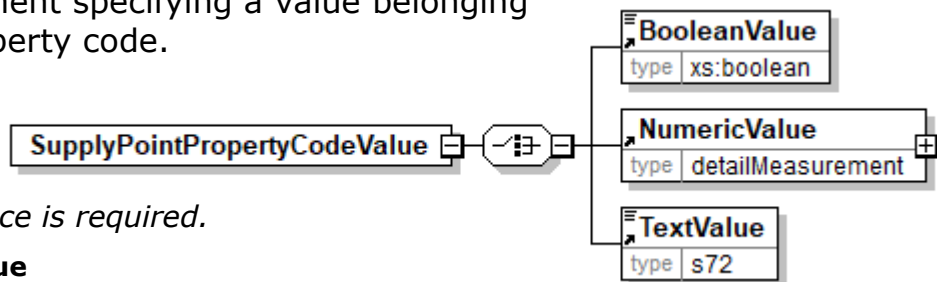 ent specifying a value belonging
perty code.
BooleanValue
type xs:boolean
SupplyPointPropertyCodeValue
NumericValue
type detailMeasurement
ce is required.
TextValue
type s72
ue